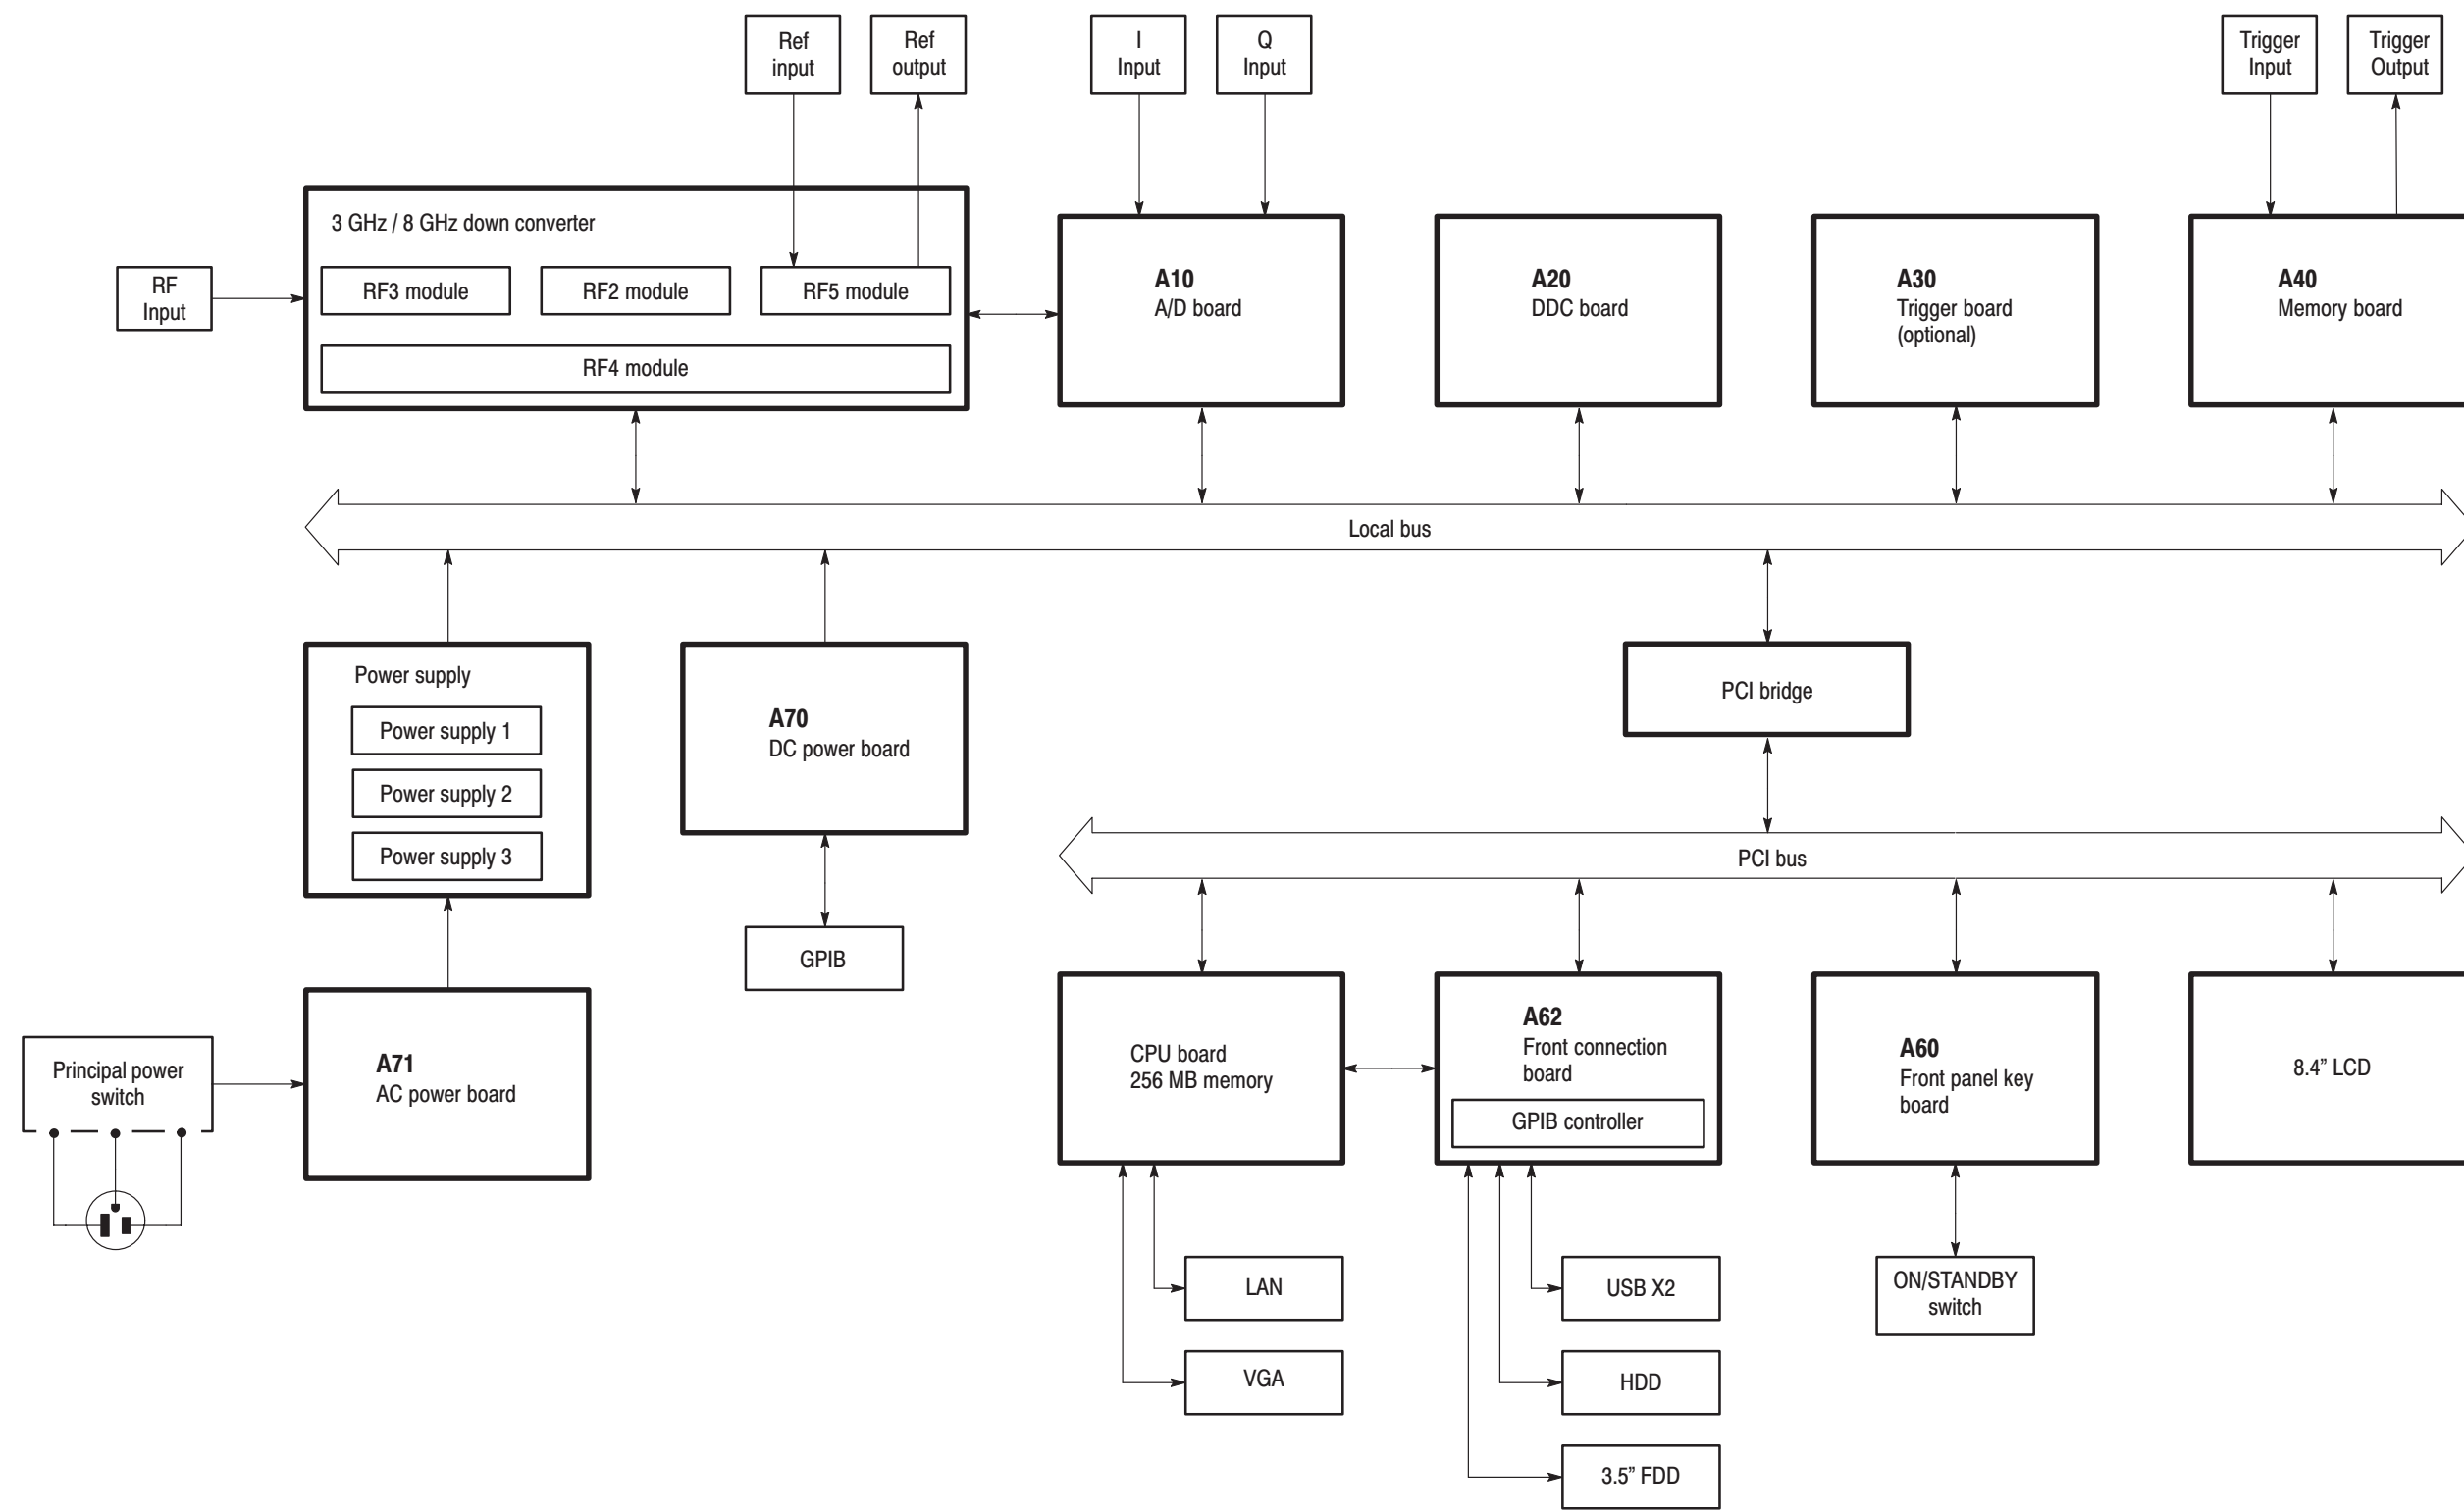 Ref
input
Ref
output
I
Input
Q
Input
Trigger
Input
Trigger
Output
3 GHz / 8 GHz down converter
RF
Input
RF3 module
RF2 module
RF5 module
RF4 module
A10
A/D board
A20
DDC board
A30
Trigger board
(optional)
A40
Memory board
Local bus
Power supply
Power supply 1
Power supply 2
Power supply 3
A70
DC power board
PCI bridge
PCI bus
GPIB
Principal power
switch
A71
AC power board
CPU board
256 MB memory
A62
Front connection
board
GPIB controller
A60
Front panel key
board
8.4” LCD
LAN
VGA
USB X2
HDD
3.5” FDD
ON/STANDBY
switch